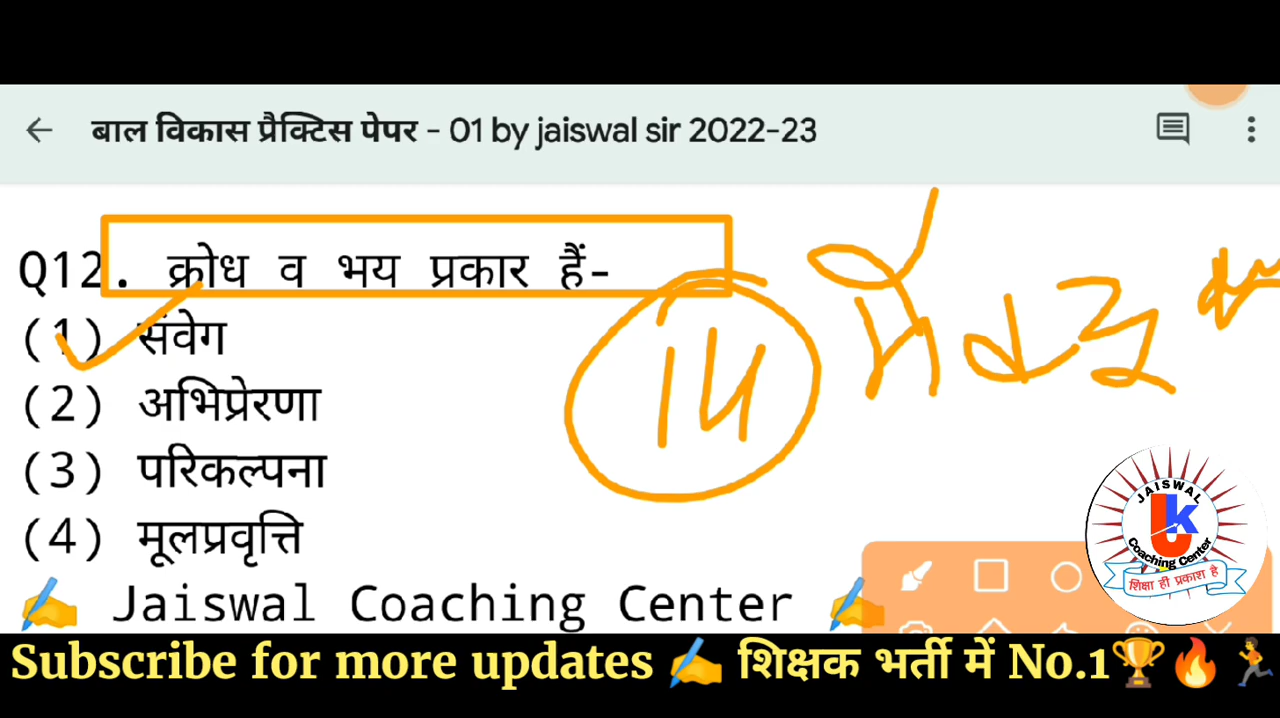 बाल विकास प्रैक्टिस पेपर - 01 by jaiswal sir 2022-23
Q12. क्रोध व भय प्रकार हैं-
(1) संवेग
14
(2) अभिप्रेरणा
(3) परिकल्पना
(4) मूलप्रवृत्ति
JAISWAL
UK
Coaching Center
शिक्षा ही प्रकाश है
✍ Jaiswal Coaching Center ✍
Subscribe for more updates ✍ शिक्षक भर्ती में No.1🏆🔥🏃